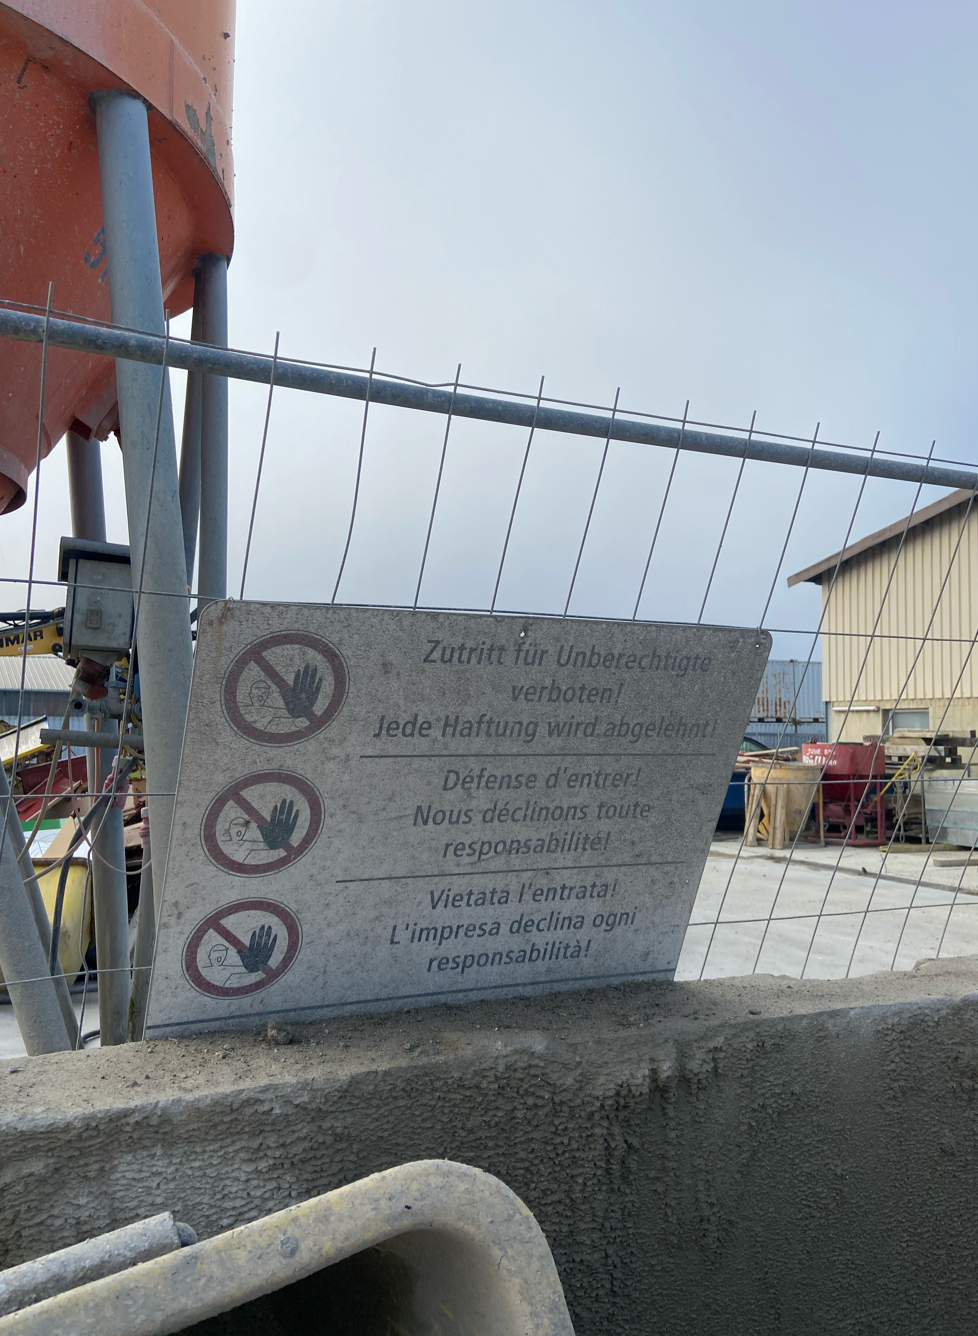 Zutritt für Unberechtigte
verboten!
Jede Haftung wird abgelehnt!
Défense d'entrer!
Nous déclinons toute
responsabilité!
Vietata l'entrata!
L'impresa declina ogni
responsabilità!